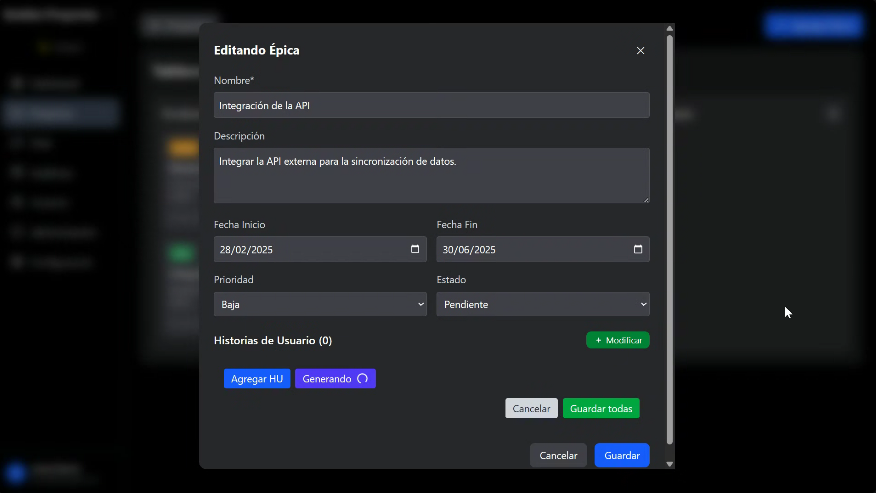 Editando Épica
Nombre*
Integración de la API
Descripción
Integrar la API externa para la sincronización de datos.
Fecha Inicio
Fecha Fin
28/02/2025
30/06/2025
Prioridad
Estado
Baja
Pendiente
Historias de Usuario (0)
+ Modificar
Agregar HU
Generando
Cancelar
Guardar todas
Cancelar
Guardar